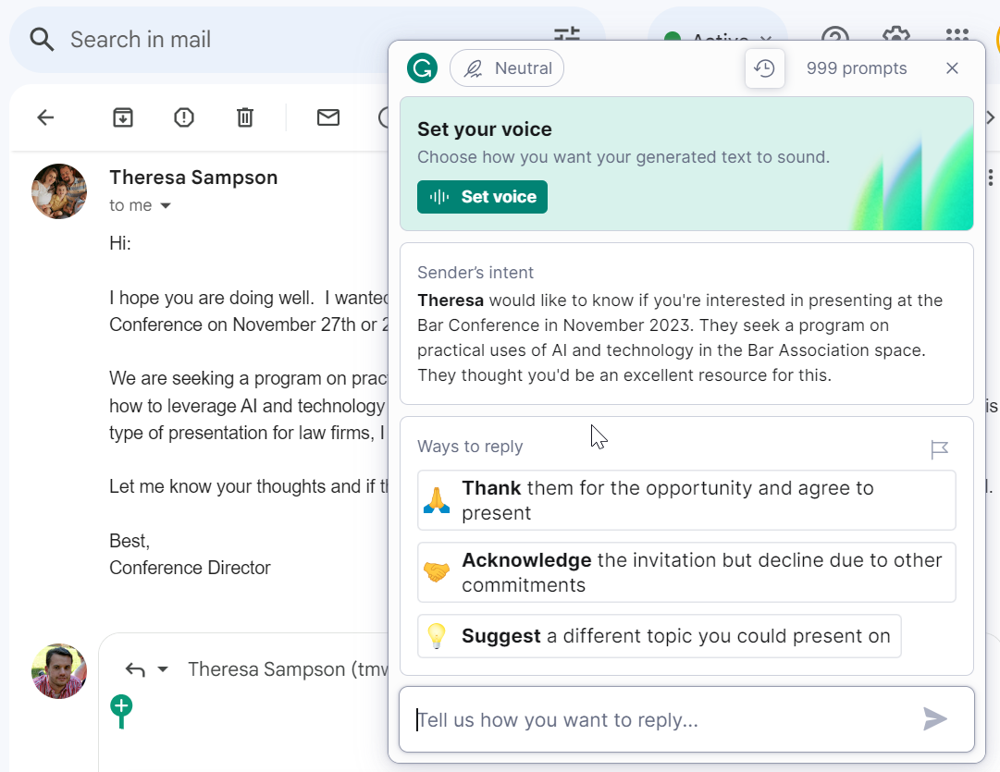 Search in mail
Active
Neutral
999 prompts
Set your voice
Choose how you want your generated text to sound.
Set voice
Theresa Sampson
to me
Hi:
I hope you are doing well. I wanted
Conference on November 27th or 2
We are seeking a program on prac
how to leverage AI and technology
is
type of presentation for law firms, I
Let me know your thoughts and if th
l.
Best,
Conference Director
Sender's intent
Theresa would like to know if you're interested in presenting at the
Bar Conference in November 2023. They seek a program on
practical uses of AI and technology in the Bar Association space.
They thought you'd be an excellent resource for this.
Ways to reply
Thank them for the opportunity and agree to
present
Acknowledge the invitation but decline due to other
commitments
Suggest a different topic you could present on
Theresa Sampson (tmw
Tell us how you want to reply...